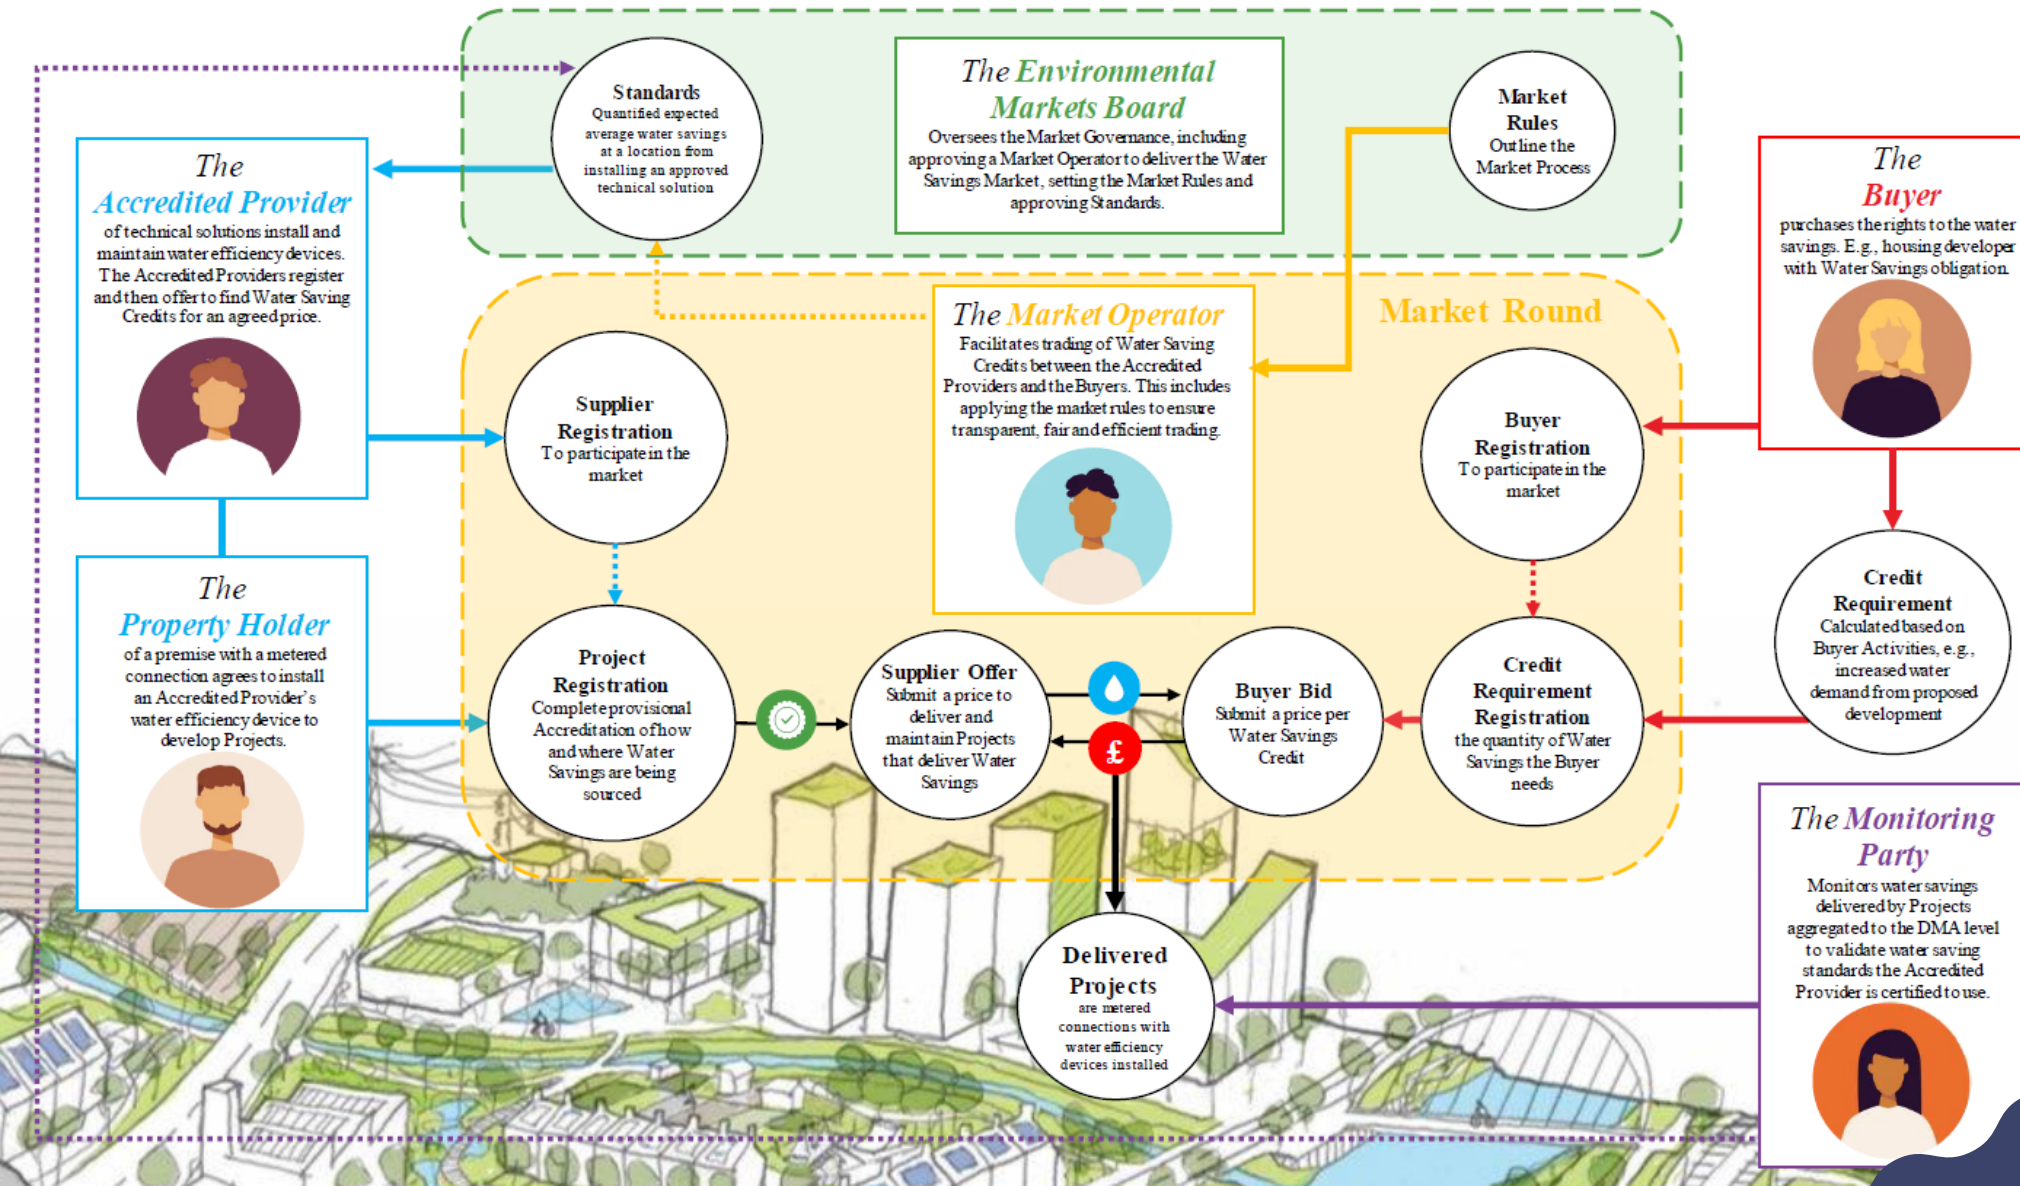 Standards
Quantified expected
average water savings
at a location from
installing an approved
technical solution
The Environmental
Markets Board
Oversees the Market Governance, including
approving a Market Operator to deliver the Water
Savings Market, setting the Market Rules and
approving Standards.
Market
Rules
Outline the
Market Process
The
Accredited Provider
of technical solutions install and
maintain water efficiency devices.
The Accredited Providers register
and then offer to find Water Saving
Credits for an agreed price.
The
Buyer
purchases the rights to the water
savings. E.g., housing developer
with Water Savings obligation.
Market Round
The Market Operator
Facilitates trading of Water Saving
Credits between the Accredited
Providers and the Buyers. This includes
applying the market rules to ensure
transparent, fair and efficient trading.
Supplier
Registration
To participate in the
market
Buyer
Registration
To participate in the
market
The
Property Holder
of a premise with a metered
connection agrees to install
an Accredited Provider's
water efficiency device to
develop Projects.
Project
Registration
Complete provisional
Accreditation of how
and where Water
Savings are being
sourced
Supplier Offer
Submit a price to
deliver and
maintain Projects
that deliver Water
Savings
£
Buyer Bid
Submit a price per
Water Savings
Credit
Credit
Requirement
Registration
the quantity of Water
Savings the Buyer
needs
Credit
Requirement
Calculated based on
Buyer Activities, e.g.,
increased water
demand from proposed
development
The Monitoring
Party
Monitors water savings
delivered by Projects
aggregated to the DMA level
to validate water saving
standards the Accredited
Provider is certified to use.
Delivered
Projects
are metered
connections with
water efficiency
devices installed